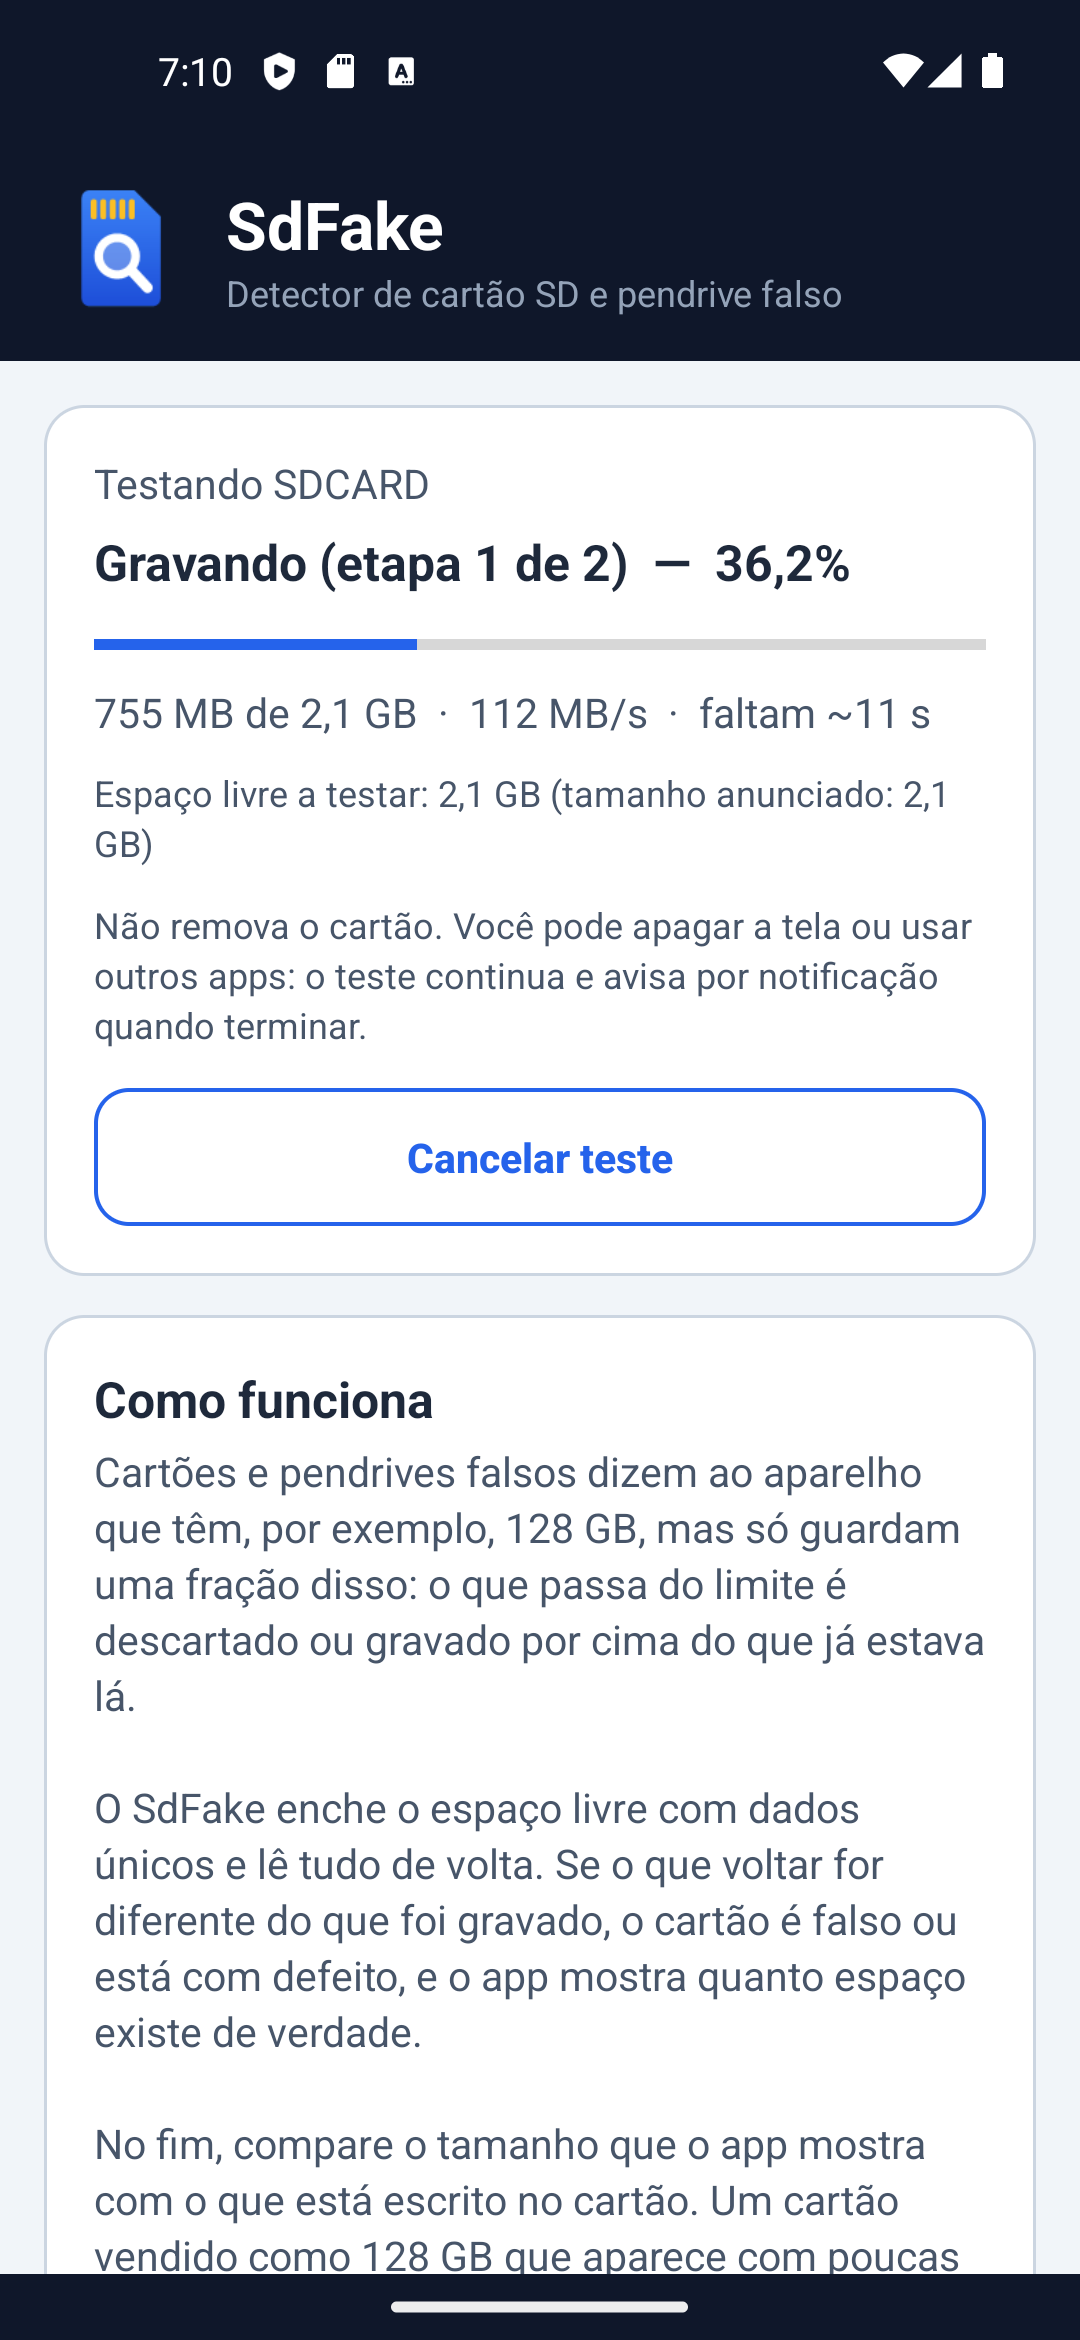 7:10
SdFake
Detector de cartão SD e pendrive falso
Testando SDCARD
Gravando (etapa 1 de 2) — 36,2%
755 MB de 2,1 GB · 112 MB/s · faltam ~11 s
Espaço livre a testar: 2,1 GB (tamanho anunciado: 2,1
GB)
Não remova o cartão. Você pode apagar a tela ou usar
outros apps: o teste continua e avisa por notificação
quando terminar.
Cancelar teste
Como funciona
Cartões e pendrives falsos dizem ao aparelho
que têm, por exemplo, 128 GB, mas só guardam
uma fração disso: o que passa do limite é
descartado ou gravado por cima do que já estava
lá.
O SdFake enche o espaço livre com dados
únicos e lê tudo de volta. Se o que voltar for
diferente do que foi gravado, o cartão é falso ou
está com defeito, e o app mostra quanto espaço
existe de verdade.
No fim, compare o tamanho que o app mostra
com o que está escrito no cartão. Um cartão
vendido como 128 GB que aparece com poucas